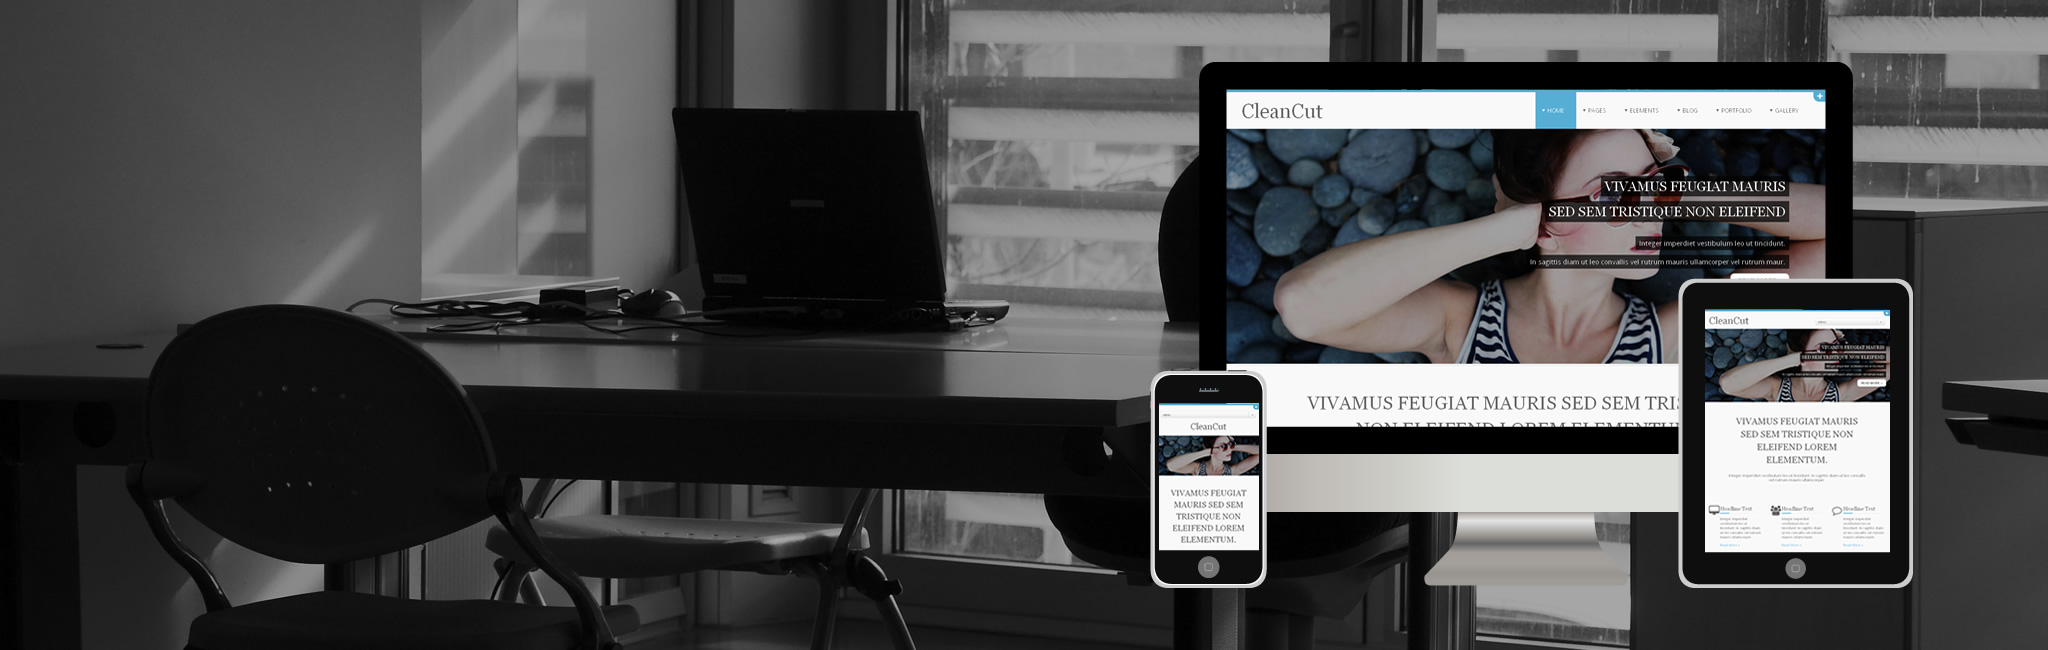 CleanCut
HOME PAGES ELEMENTS BLOG PORTFOLIO GALLERY
VIVAMUS FEUGIAT MAURIS
SED SEM TRISTIQUE NON ELEIFEND
Integer imperdiet vestibulum leo ut tincidunt.
In sagittis diam ut leo convallis vel rutrum mauris ullamcorper vel rutrum maur.
VIVAMUS FEUGIAT MAURIS SED SEM
NON ELEIFEND LOREM
CleanCut
VIVAMUS FEUGIAT
MAURIS SED SEM
TRISTIQUE NON
ELEIFEND LOREM
ELEMENTUM.
CleanCut
VIVAMUS FEUGIAT MAURIS
SED SEM TRISTIQUE NON ELEIFEND
READ MORE
VIVAMUS FEUGIAT MAURIS
SED SEM TRISTIQUE NON
ELEIFEND LOREM
ELEMENTUM.
Headline Text Headline Text Headline Text